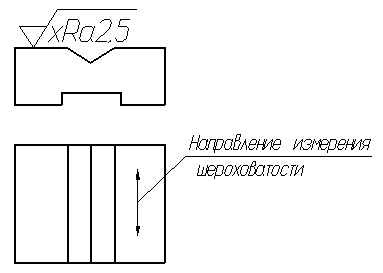 xRa2,5
Направление измерения
шероховатости